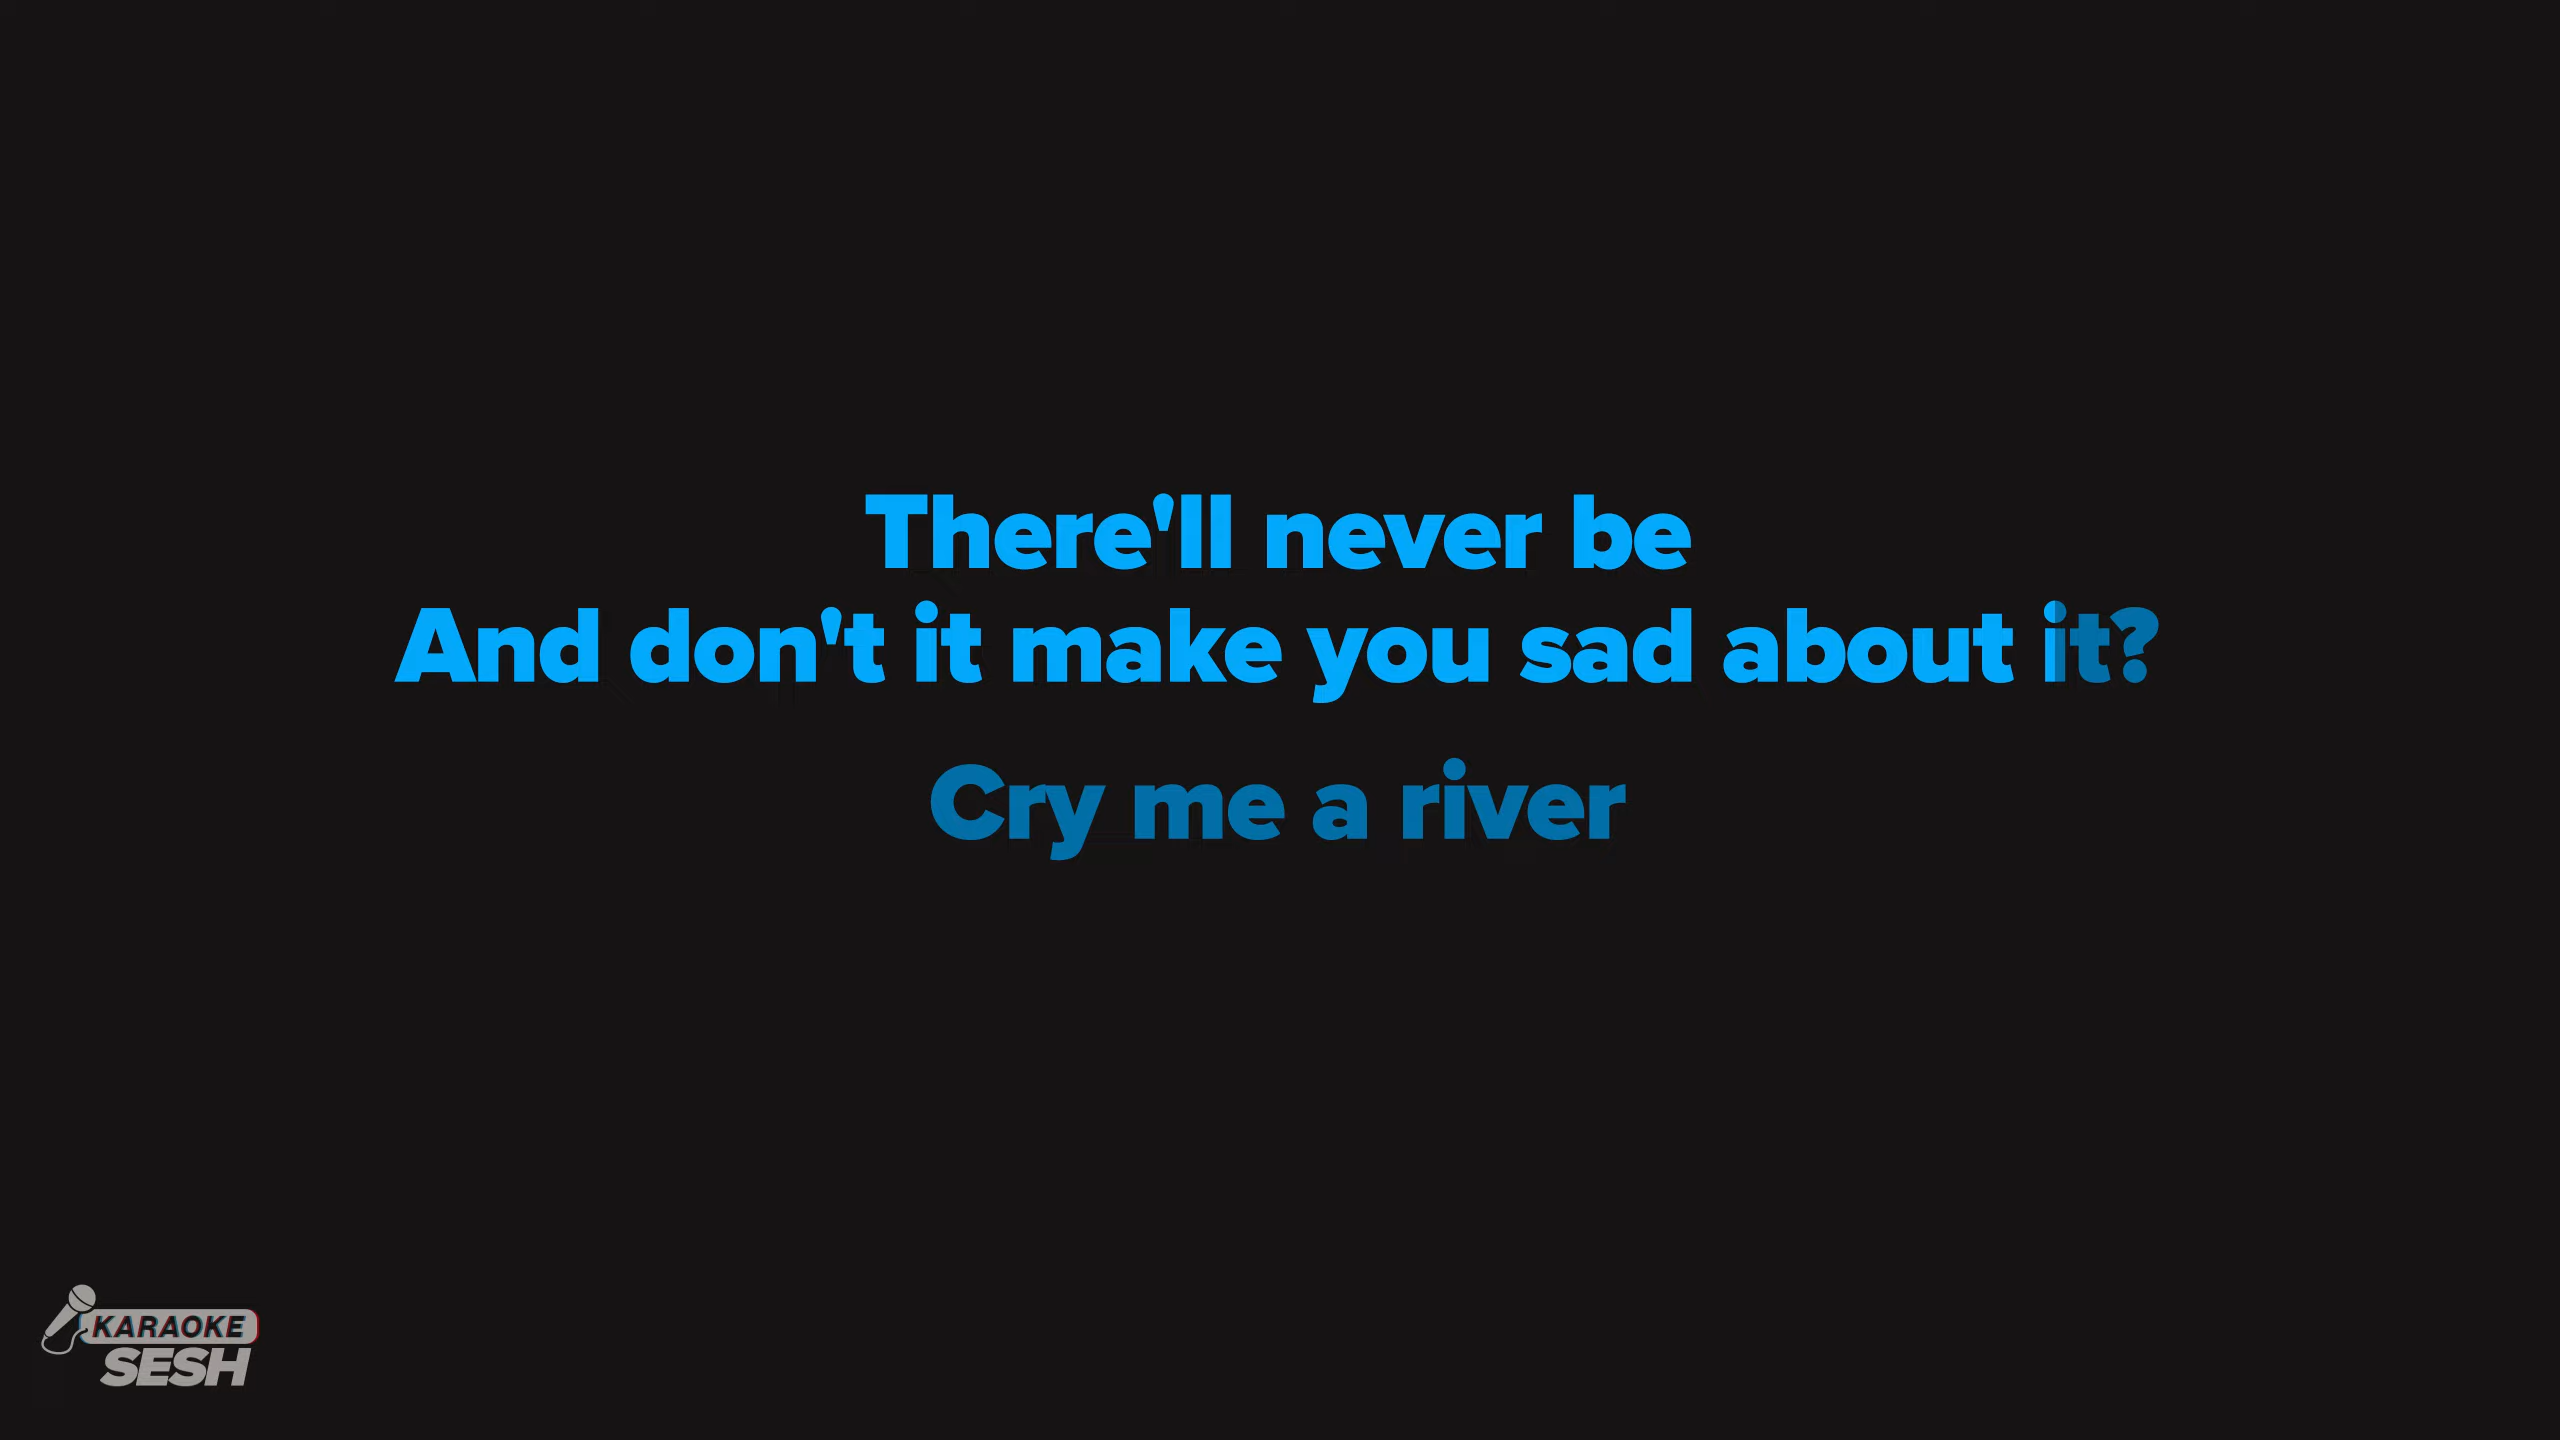 There'll never be
And don't it make you sad about it?
Cry me a river
KARAOKE
SESH